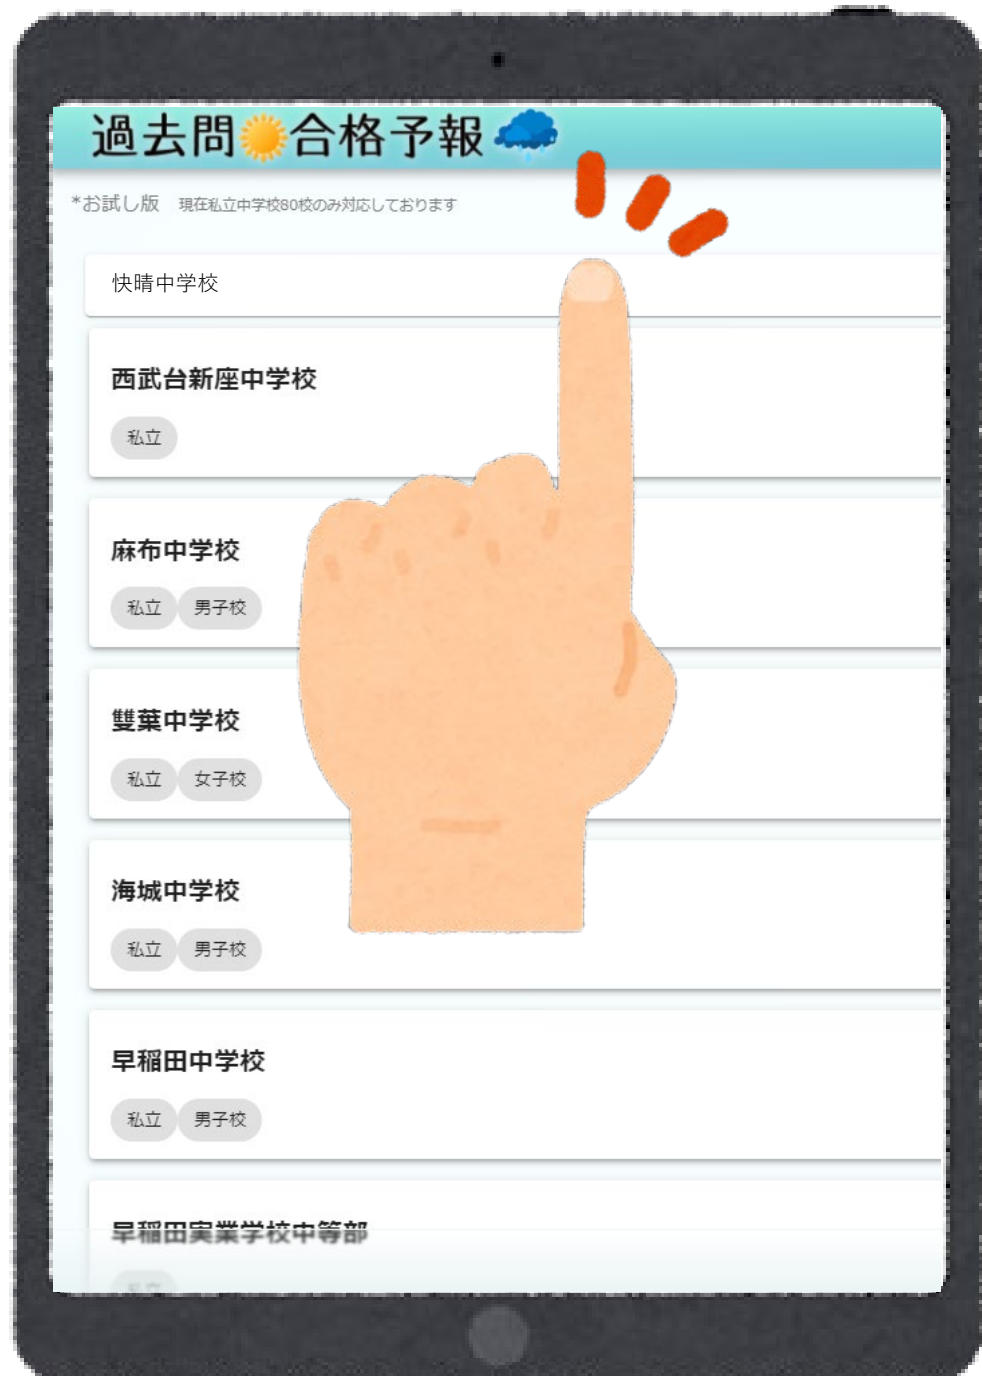 過去問☀合格予報🌧
*お試し版 現在私立中学校80校のみ対応しております
快晴中学校
西武台新座中学校
私立
麻布中学校
私立 男子校
雙葉中学校
私立 女子校
海城中学校
私立 男子校
早稲田中学校
私立 男子校
早稲田実業学校中等部
私立